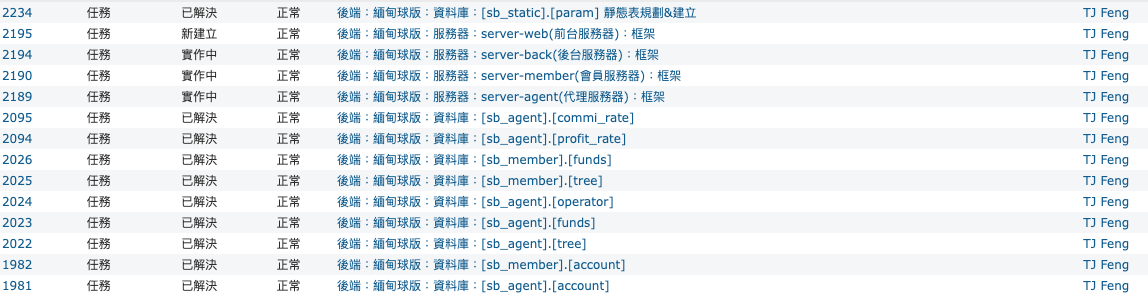 2234 任務 已解決 正常 後端：緬甸球版：資料庫：[sb_static].[param] 靜態表規劃&建立 TJ Feng
2195 任務 新建立 正常 後端：緬甸球版：服務器：server-web(前台服務器)：框架 TJ Feng
2194 任務 實作中 正常 後端：緬甸球版：服務器：server-back(後台服務器)：框架 TJ Feng
2190 任務 實作中 正常 後端：緬甸球版：服務器：server-member(會員服務器)：框架 TJ Feng
2189 任務 實作中 正常 後端：緬甸球版：服務器：server-agent(代理服務器)：框架 TJ Feng
2095 任務 已解決 正常 後端：緬甸球版：資料庫：[sb_agent].[commi_rate] TJ Feng
2094 任務 已解決 正常 後端：緬甸球版：資料庫：[sb_agent].[profit_rate] TJ Feng
2026 任務 已解決 正常 後端：緬甸球版：資料庫：[sb_member].[funds] TJ Feng
2025 任務 已解決 正常 後端：緬甸球版：資料庫：[sb_member].[tree] TJ Feng
2024 任務 已解決 正常 後端：緬甸球版：資料庫：[sb_agent].[operator] TJ Feng
2023 任務 已解決 正常 後端：緬甸球版：資料庫：[sb_agent].[funds] TJ Feng
2022 任務 已解決 正常 後端：緬甸球版：資料庫：[sb_agent].[tree] TJ Feng
1982 任務 已解決 正常 後端：緬甸球版：資料庫：[sb_member].[account] TJ Feng
1981 任務 已解決 正常 後端：緬甸球版：資料庫：[sb_agent].[account] TJ Feng